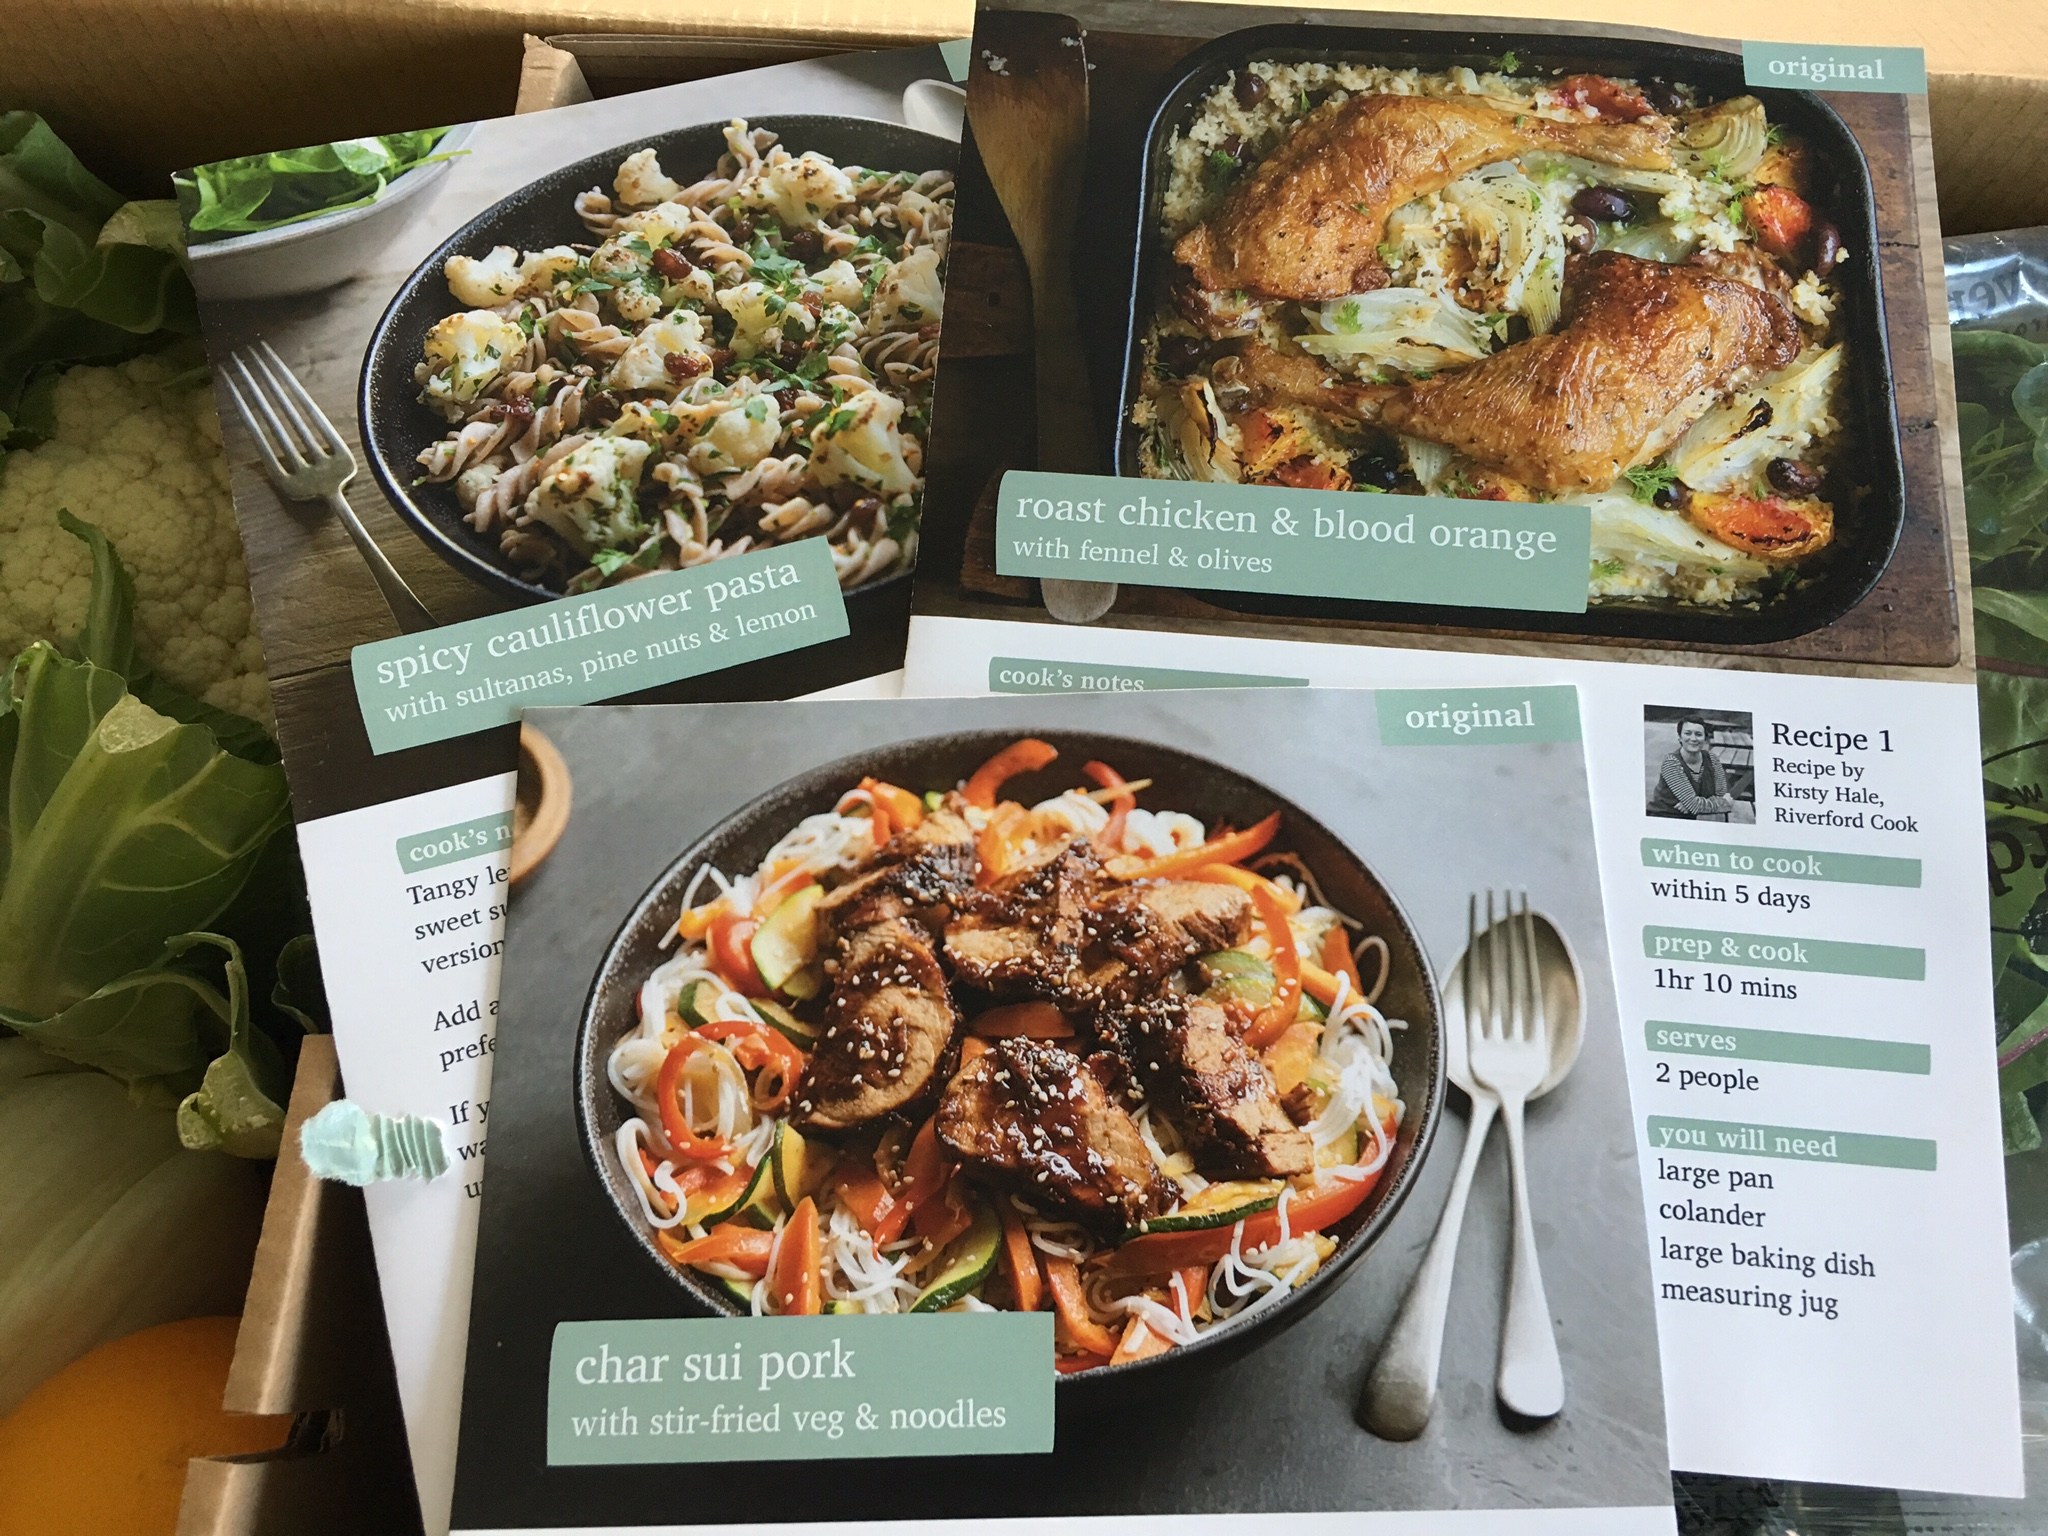 original
roast chicken & blood orange
with fennel & olives
spicy cauliflower pasta
with sultanas, pine nuts & lemon
cook's notes
original
Recipe 1
Recipe by
Kirsty Hale,
Riverford Cook
when to cook
within 5 days
prep & cook
1hr 10 mins
serves
2 people
you will need
large pan
colander
large baking dish
measuring jug
cook's
Tangy
sweet
version
Add
If
char sui pork
with stir-fried veg & noodles